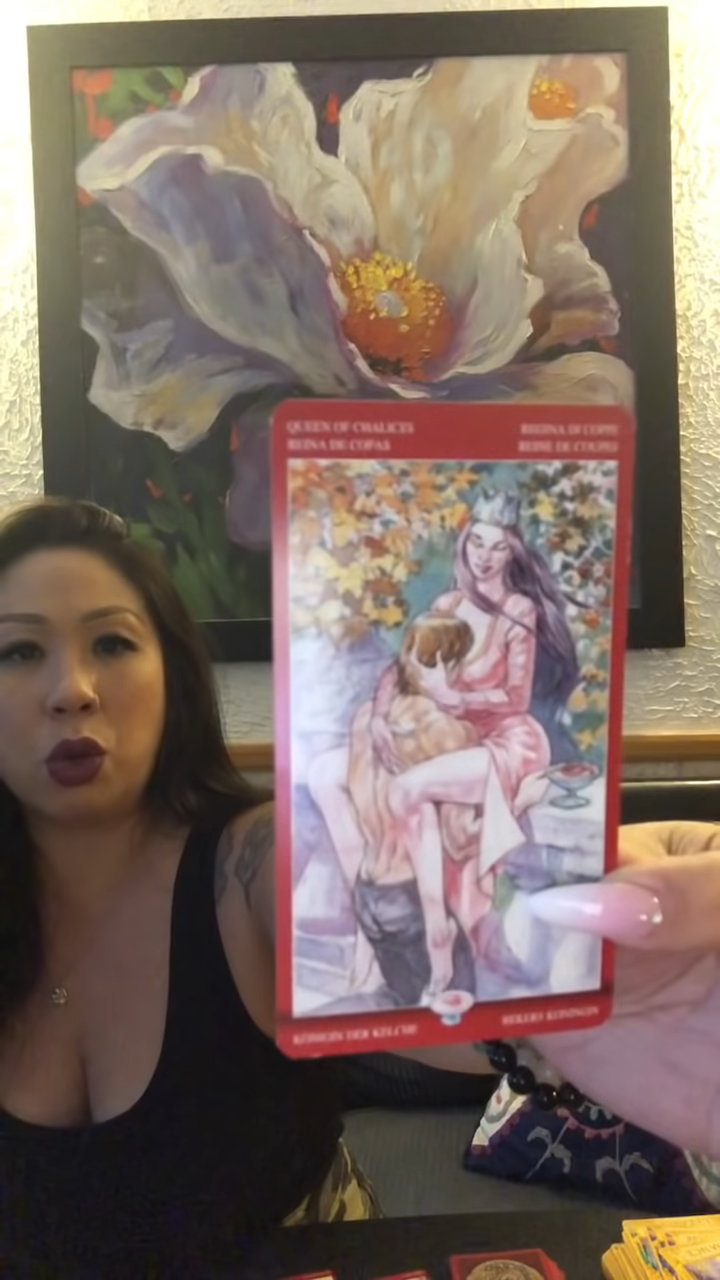 QUEEN OF CHALICES
REINA DE COPAS
REGINA DI COPPE
REINE DE COUPES
KÖNIGIN DER KELCHE
BEKERS KONINGIN